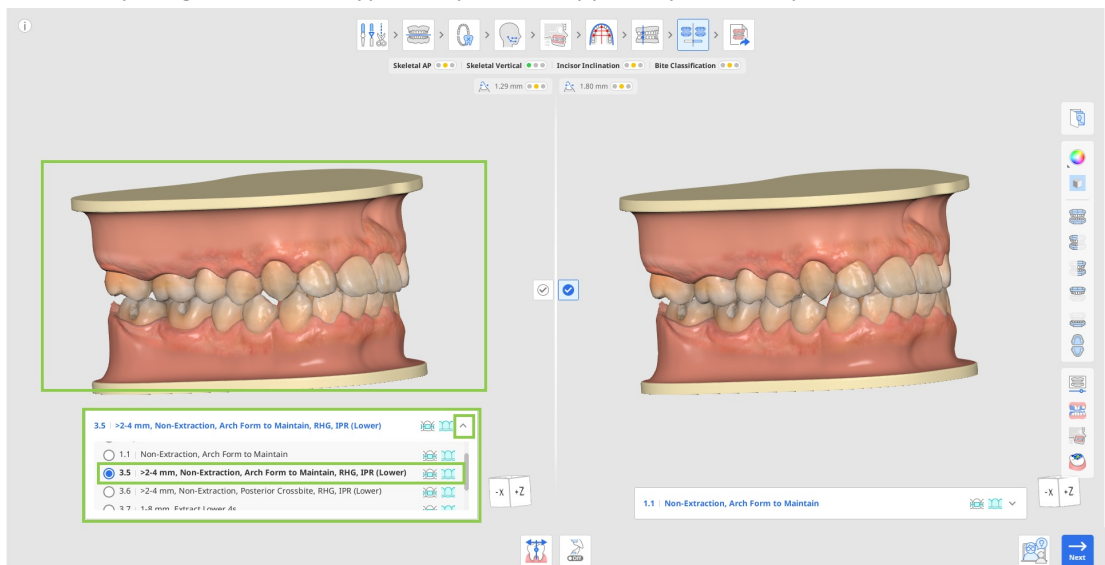 i
Skeletal AP | Skeletal Vertical | Incisor Inclination | Bite Classification
1.29 mm 1.80 mm
3.5 | >2-4 mm, Non-Extraction, Arch Form to Maintain, RHG, IPR (Lower)
1.1 | Non-Extraction, Arch Form to Maintain
3.5 | >2-4 mm, Non-Extraction, Arch Form to Maintain, RHG, IPR (Lower)
3.6 | >2-4 mm, Non-Extraction, Posterior Crossbite, RHG, IPR (Lower)
3.7 | 1-8 mm, Extract Lower 4s
-X +Z
1.1 | Non-Extraction, Arch Form to Maintain
-X +Z
OFF
Next